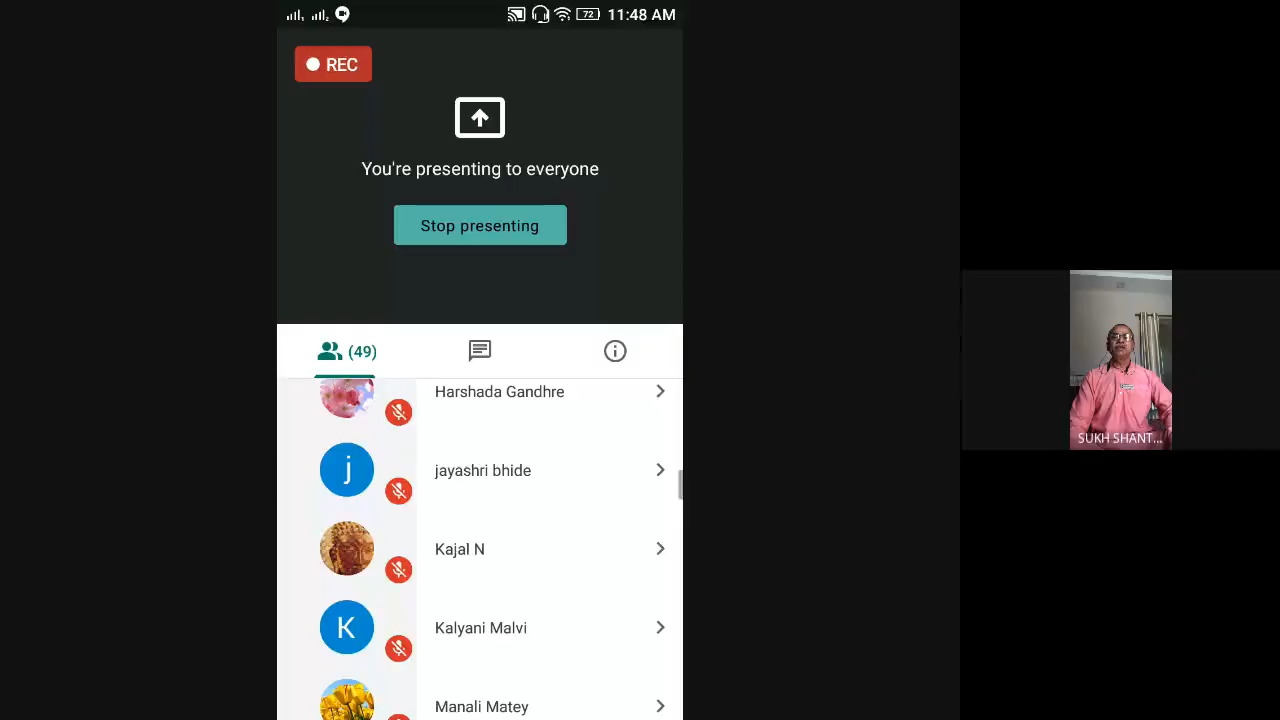 72 11:48 AM
REC
You're presenting to everyone
Stop presenting
(49)
Harshada Gandhre
j
jayashri bhide
Kajal N
K
Kalyani Malvi
Manali Matey
SUKH SHANT...